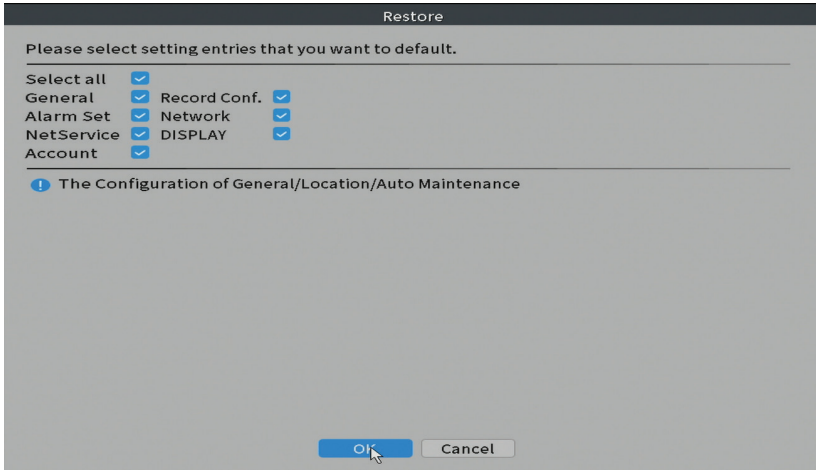 Restore
Please select setting entries that you want to default.
Select all
General Record Conf.
Alarm Set Network
NetService DISPLAY
Account
The Configuration of General/Location/Auto Maintenance
OK Cancel